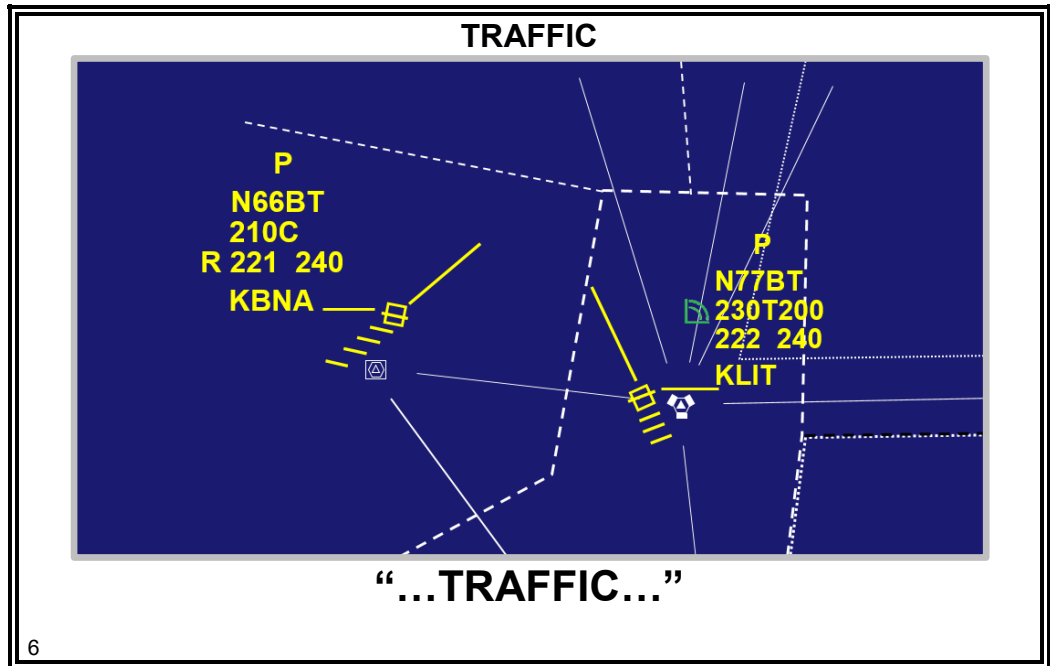 TRAFFIC
P
N66BT
210C
R 221 240
KBNA
P
N77BT
230T200
222 240
KLIT
“...TRAFFIC...”
6